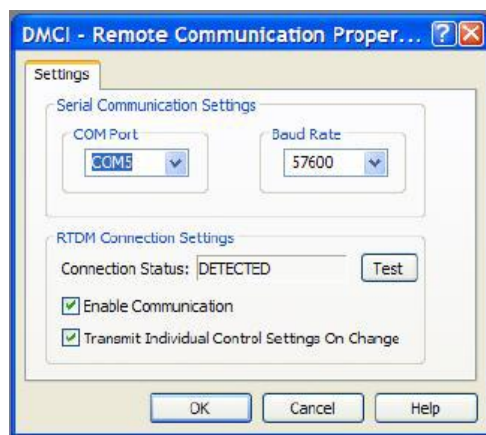 DMCI - Remote Communication Proper...
Settings
Serial Communication Settings
COM Port
Baud Rate
COM5
57600
RTDM Connection Settings
Connection Status: DETECTED
Test
Enable Communication
Transmit Individual Control Settings On Change
OK
Cancel
Help